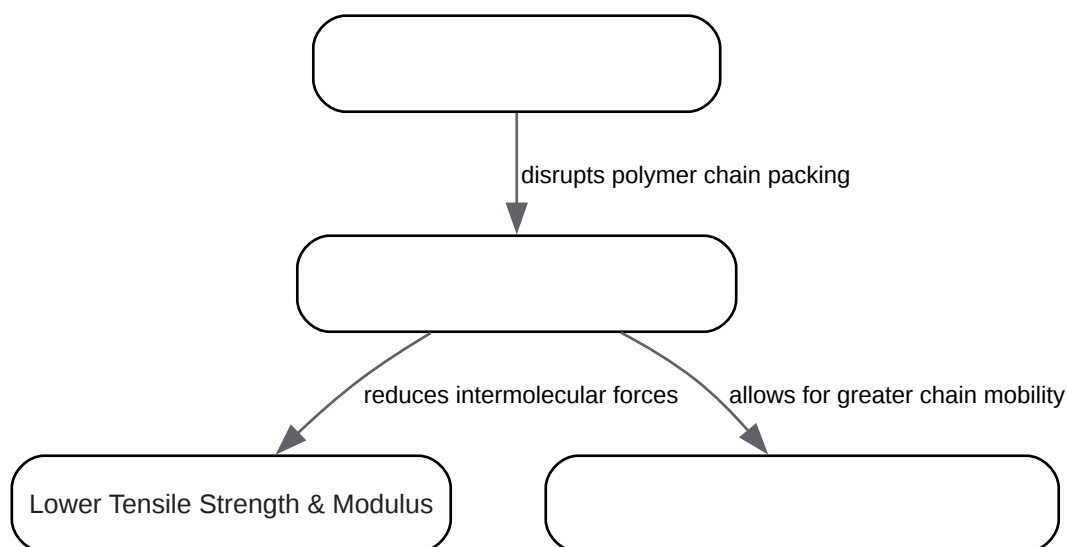 disrupts polymer chain packing
reduces intermolecular forces
allows for greater chain mobility
Lower Tensile Strength & Modulus